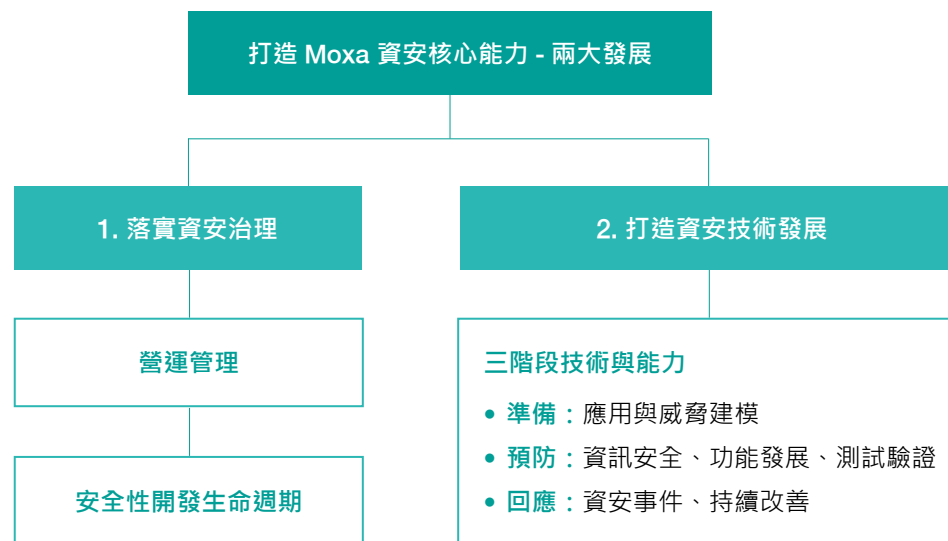 打造 Moxa 資安核心能力 - 兩大發展
1. 落實資安治理
2. 打造資安技術發展
營運管理
安全性開發生命週期
三階段技術與能力
• 準備：應用與威脅建模
• 預防：資訊安全、功能發展、測試驗證
• 回應：資安事件、持續改善